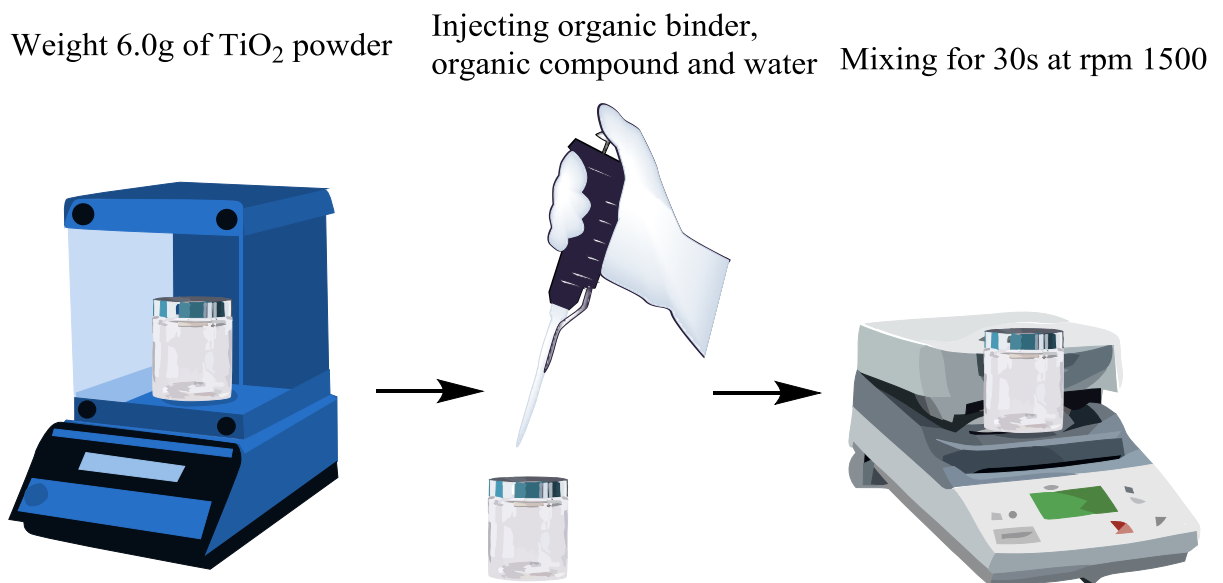 Weight 6.0g of TiO₂ powder
Injecting organic binder,
organic compound and water
Mixing for 30s at rpm 1500